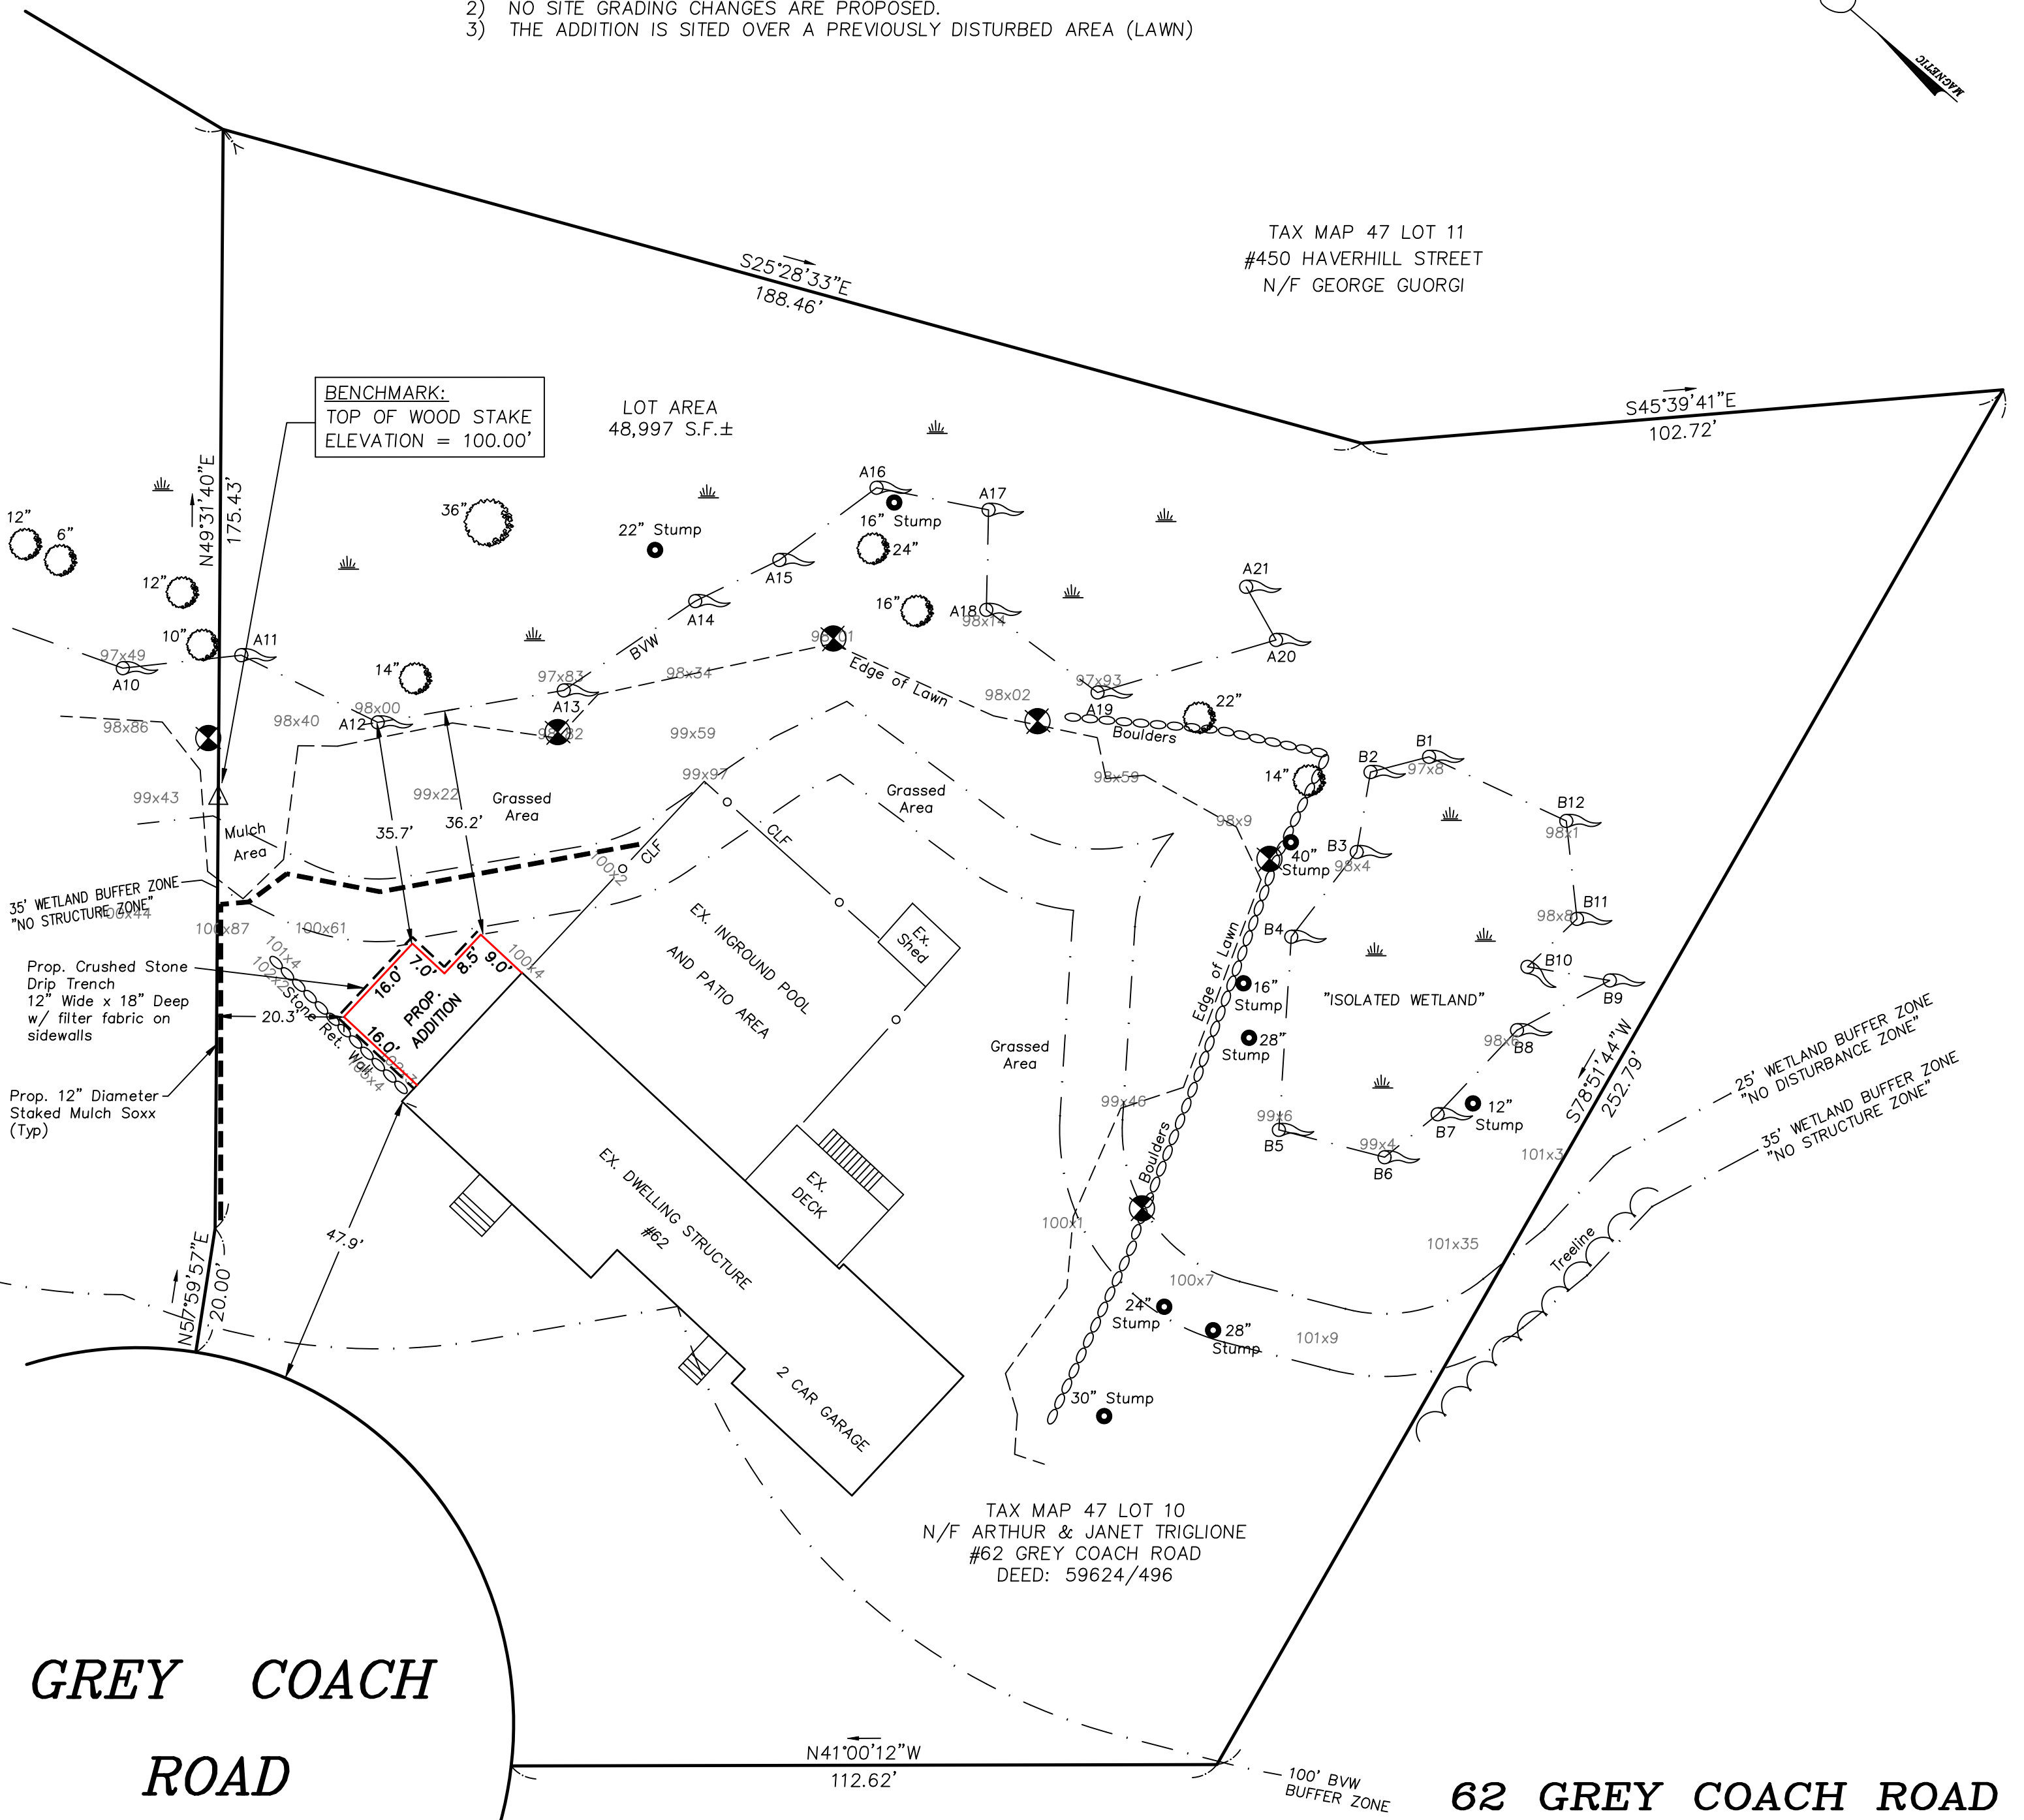 2) NO SITE GRADING CHANGES ARE PROPOSED.
3) THE ADDITION IS SITED OVER A PREVIOUSLY DISTURBED AREA (LAWN)
MAGNETIC
TAX MAP 47 LOT 11
#450 HAVERHILL STREET
N/F GEORGE GUORGI
S25°28'33"E
188.46'
S45°39'41"E
102.72'
BENCHMARK:
TOP OF WOOD STAKE
ELEVATION = 100.00'
LOT AREA
48,997 S.F.±
N49°31'40"E
175.43'
12"
6"
12"
10"
36"
22" Stump
A16
16" Stump
24"
A17
A15
A14
16"
A18
98x14
A21
A20
A11
97x49
A10
14"
97x83
A13
BVW
98x34
98x01
Edge of Lawn
98x02
97x93
A19
22"
Boulders
98x86
98x40
98x00
A12
98x82
99x59
99x97
98x59
14"
B1
B2
97x8
B12
98x1
99x43
99x22
Grassed
Area
Grassed
Area
35.7'
36.2'
CLF
CLF
Mulch
Area
98x9
40"
Stump
B3
98x4
100x2
35' WETLAND BUFFER ZONE
"NO STRUCTURE ZONE"
100x44
100x87
100x61
101x4
102x2
Stone Ret. Wall
Prop. Crushed Stone
Drip Trench
12" Wide x 18" Deep
w/ filter fabric on
sidewalls
20.3'
16.0'
7.0'
8.5'
9.0'
100x4
PROP.
ADDITION
16.0'
EX. INGROUND POOL
AND PATIO AREA
Ex.
Shed
B4
B11
98x8
B10
B9
"ISOLATED WETLAND"
16"
Stump
28"
Stump
Edge of Lawn
Grassed
Area
98x6
B8
Prop. 12" Diameter
Staked Mulch Soxx
(Typ)
99x46
99x6
B5
99x4
B6
B7
12"
Stump
S78°51'44"W
252.79'
25' WETLAND BUFFER ZONE
"NO DISTURBANCE ZONE"
35' WETLAND BUFFER ZONE
"NO STRUCTURE ZONE"
101x3
Boulders
EX.
DECK
EX. DWELLING STRUCTURE
#62
47.9'
N57°59'57"E
20.00'
100x1
101x35
Treeline
100x7
24"
Stump
28"
Stump
101x9
2 CAR GARAGE
30" Stump
TAX MAP 47 LOT 10
N/F ARTHUR & JANET TRIGLIONE
#62 GREY COACH ROAD
DEED: 59624/496
GREY COACH
ROAD
N41°00'12"W
112.62'
100' BVW
BUFFER ZONE
62 GREY COACH ROAD